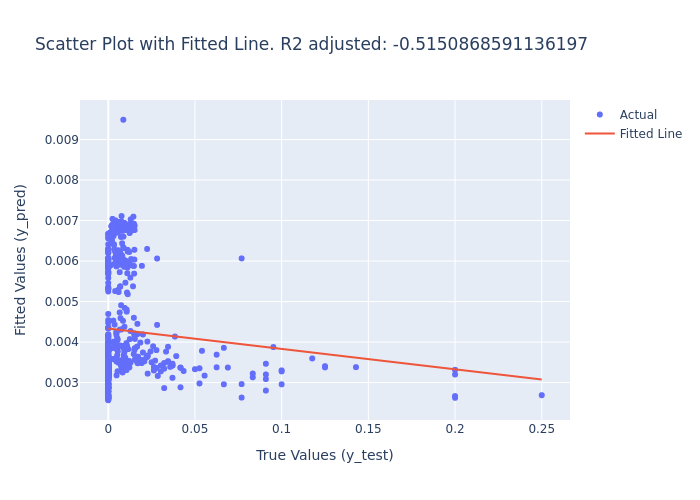 Scatter Plot with Fitted Line. R2 adjusted: -0.5150868591136197
Actual
Fitted Line
0.009
0.008
0.007
0.006
0.005
0.004
0.003
Fitted Values (y_pred)
0 0.05 0.1 0.15 0.2 0.25
True Values (y_test)